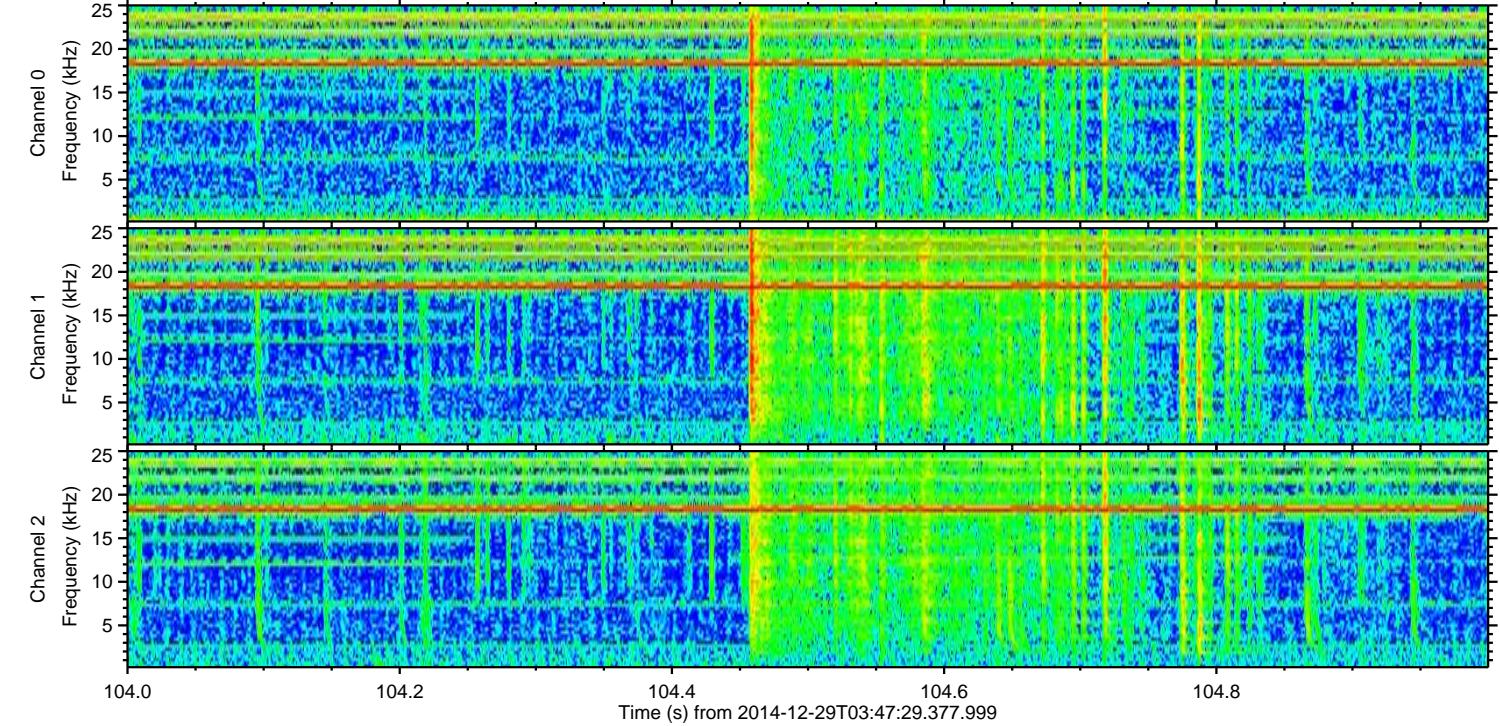 Channel 0
Frequency (kHz)
25
20
15
10
5
Channel 1
Frequency (kHz)
25
20
15
10
5
Channel 2
Frequency (kHz)
25
20
15
10
5
104.0 104.2 104.4 104.6 104.8
Time (s) from 2014-12-29T03:47:29.377.999